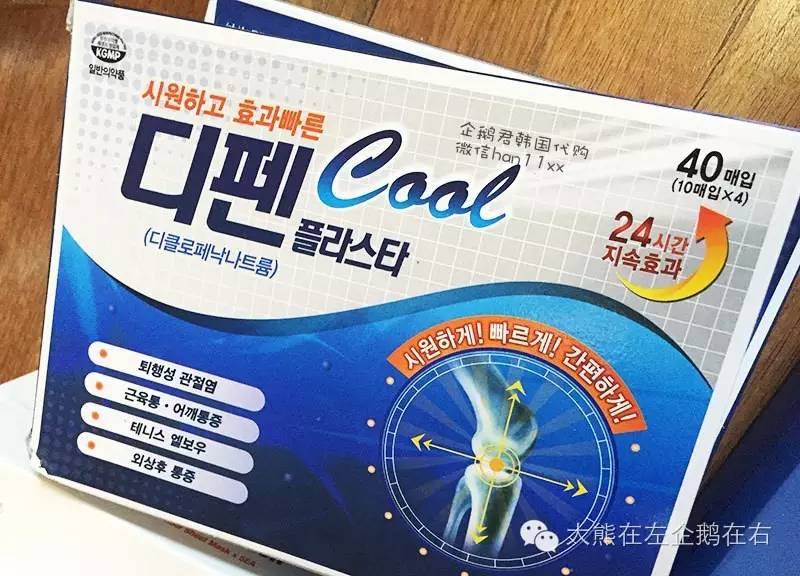 KGMP
일반의약품
시원하고 효과빠른
디펜 Cool
플라스타
(디클로페낙나트륨)
企鹅君韩国代购
微信han11xx
40매입
(10매입×4)
24시간
지속효과
시원하게! 빠르게! 간편하게!
퇴행성 관절염
근육통·어깨통증
테니스 엘보우
외상후 통증
Sheet Mask x 5EA
大熊在左企鹅在右